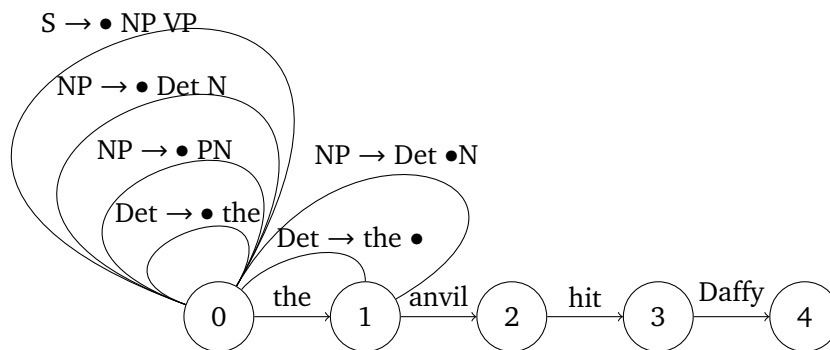 S → • NP VP
NP → • Det N
NP → • PN
NP → Det •N
Det → • the
Det → the •
the
anvil
hit
Daffy
0
1
2
3
4